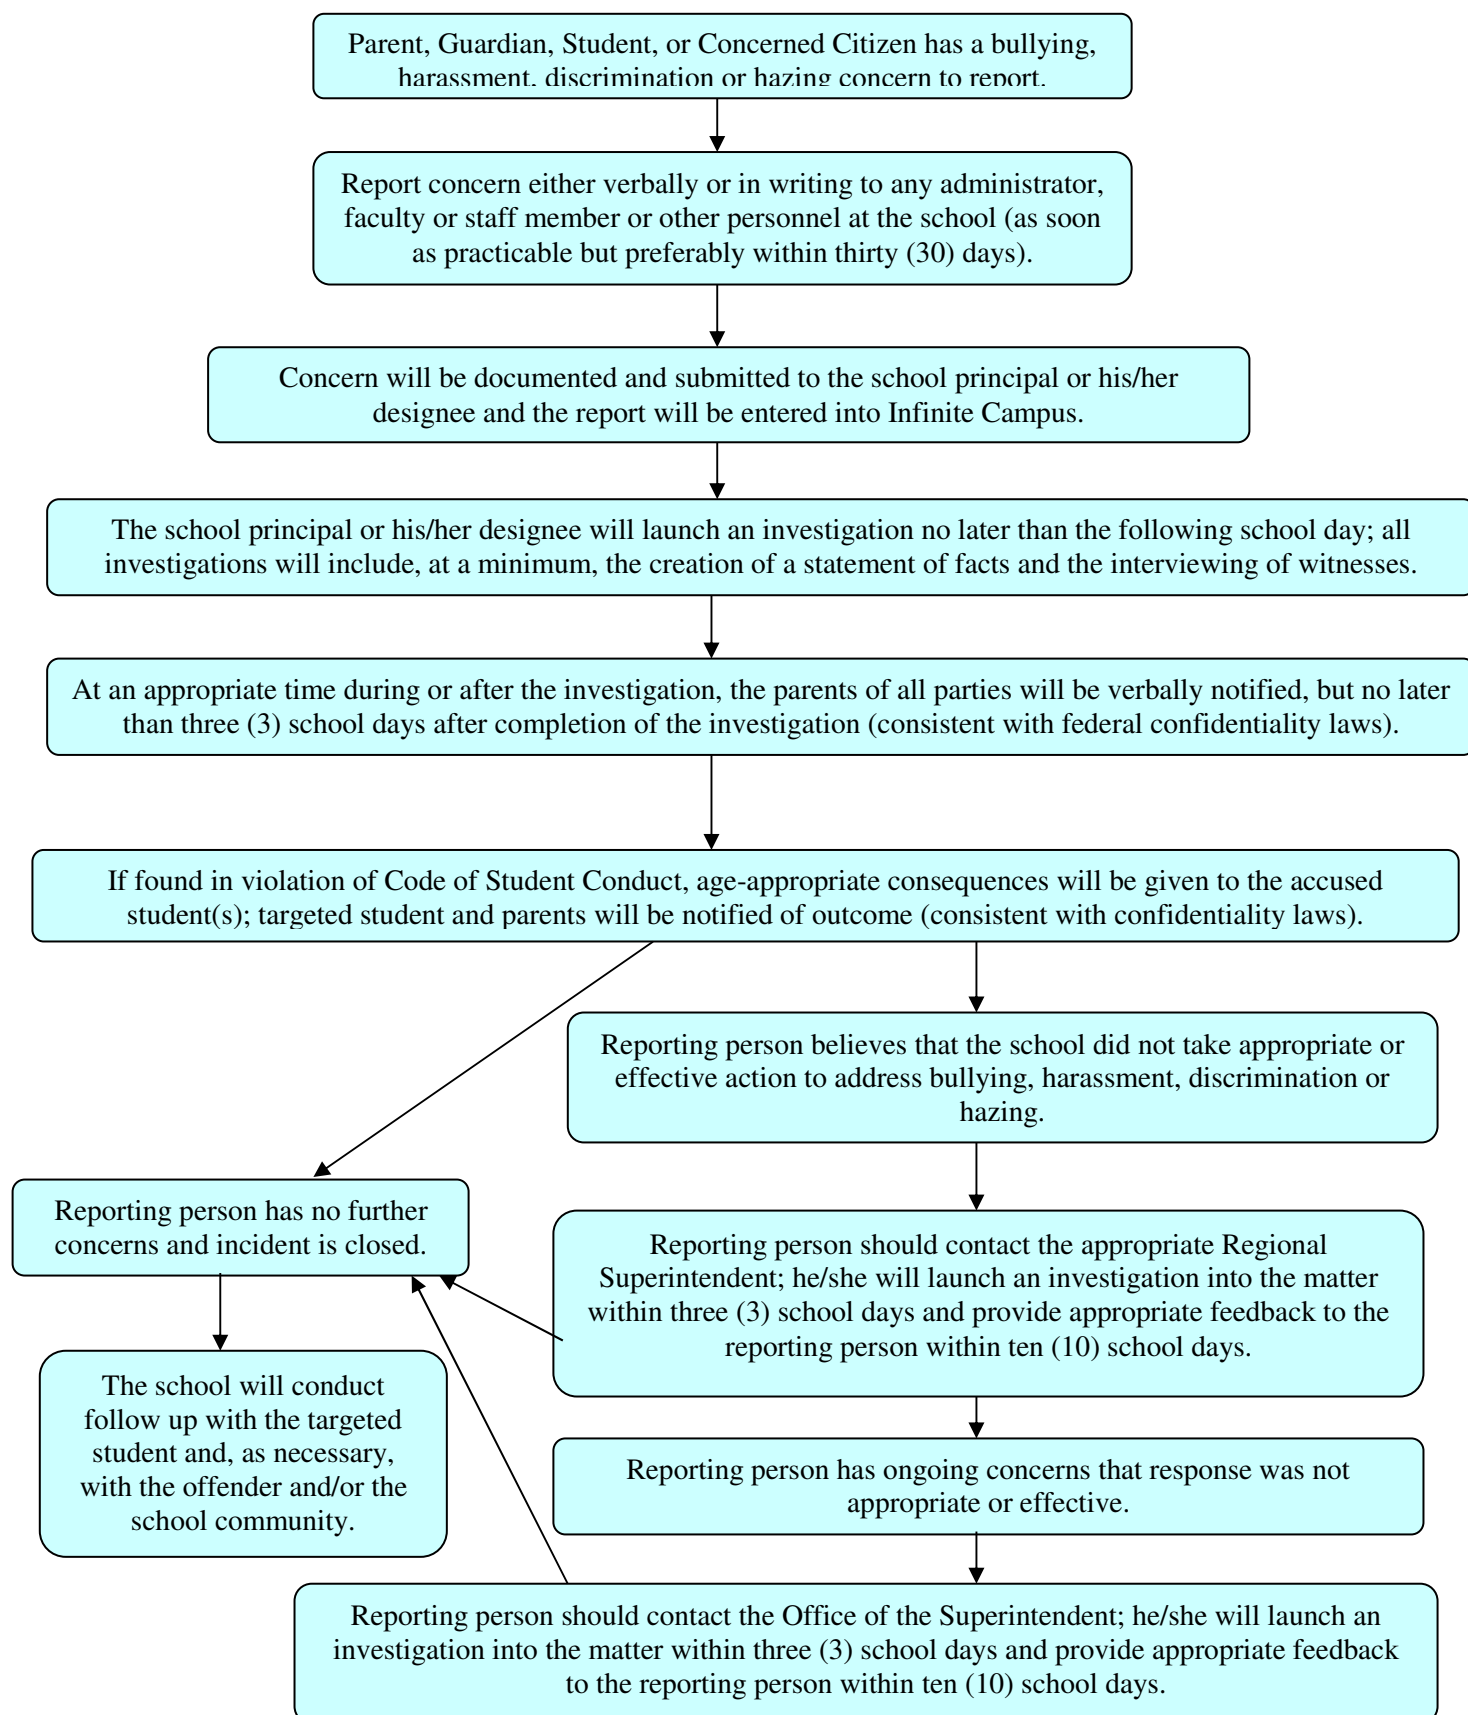 Parent, Guardian, Student, or Concerned Citizen has a bullying,
harassment, discrimination or hazing concern to report.
Report concern either verbally or in writing to any administrator,
faculty or staff member or other personnel at the school (as soon
as practicable but preferably within thirty (30) days).
Concern will be documented and submitted to the school principal or his/her
designee and the report will be entered into Infinite Campus.
The school principal or his/her designee will launch an investigation no later than the following school day; all
investigations will include, at a minimum, the creation of a statement of facts and the interviewing of witnesses.
At an appropriate time during or after the investigation, the parents of all parties will be verbally notified, but no later
than three (3) school days after completion of the investigation (consistent with federal confidentiality laws).
If found in violation of Code of Student Conduct, age-appropriate consequences will be given to the accused
student(s); targeted student and parents will be notified of outcome (consistent with confidentiality laws).
Reporting person believes that the school did not take appropriate or
effective action to address bullying, harassment, discrimination or
hazing.
Reporting person has no further
concerns and incident is closed.
Reporting person should contact the appropriate Regional
Superintendent; he/she will launch an investigation into the matter
within three (3) school days and provide appropriate feedback to the
reporting person within ten (10) school days.
The school will conduct
follow up with the targeted
student and, as necessary,
with the offender and/or the
school community.
Reporting person has ongoing concerns that response was not
appropriate or effective.
Reporting person should contact the Office of the Superintendent; he/she will launch an
investigation into the matter within three (3) school days and provide appropriate feedback
to the reporting person within ten (10) school days.